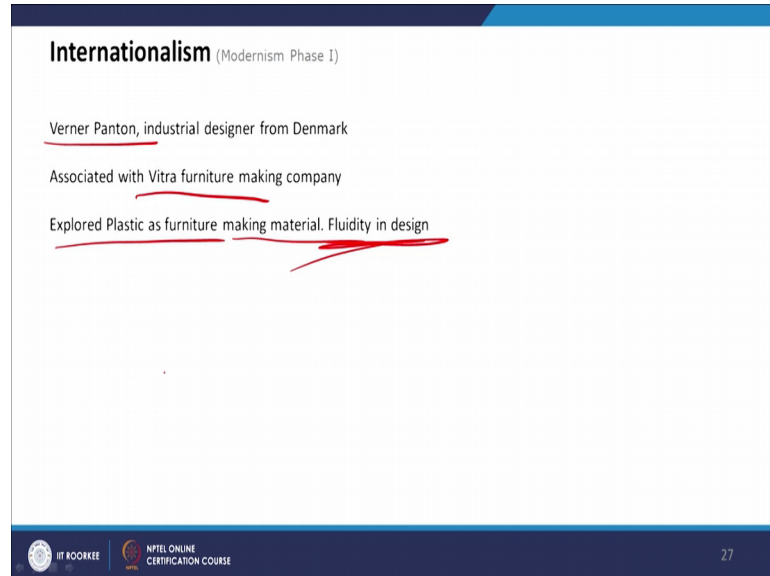 Internationalism (Modernism Phase I)
Verner Panton, industrial designer from Denmark
Associated with Vitra furniture making company
Explored Plastic as furniture making material. Fluidity in design
IIT ROORKEE
NPTEL
NPTEL ONLINE
CERTIFICATION COURSE
27